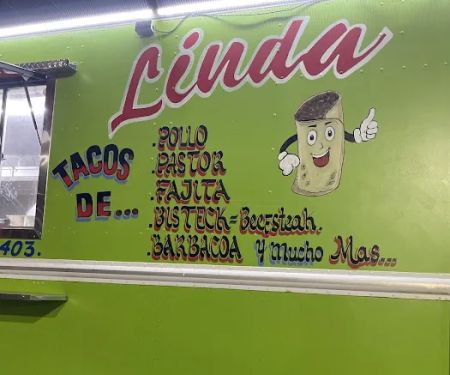 Linda
TACOS
DE...
.POLLO
.PASTOR
.FAJITA
.BISTECK=Beefsteak.
.BARBACOA Y Mucho Mas...
403.